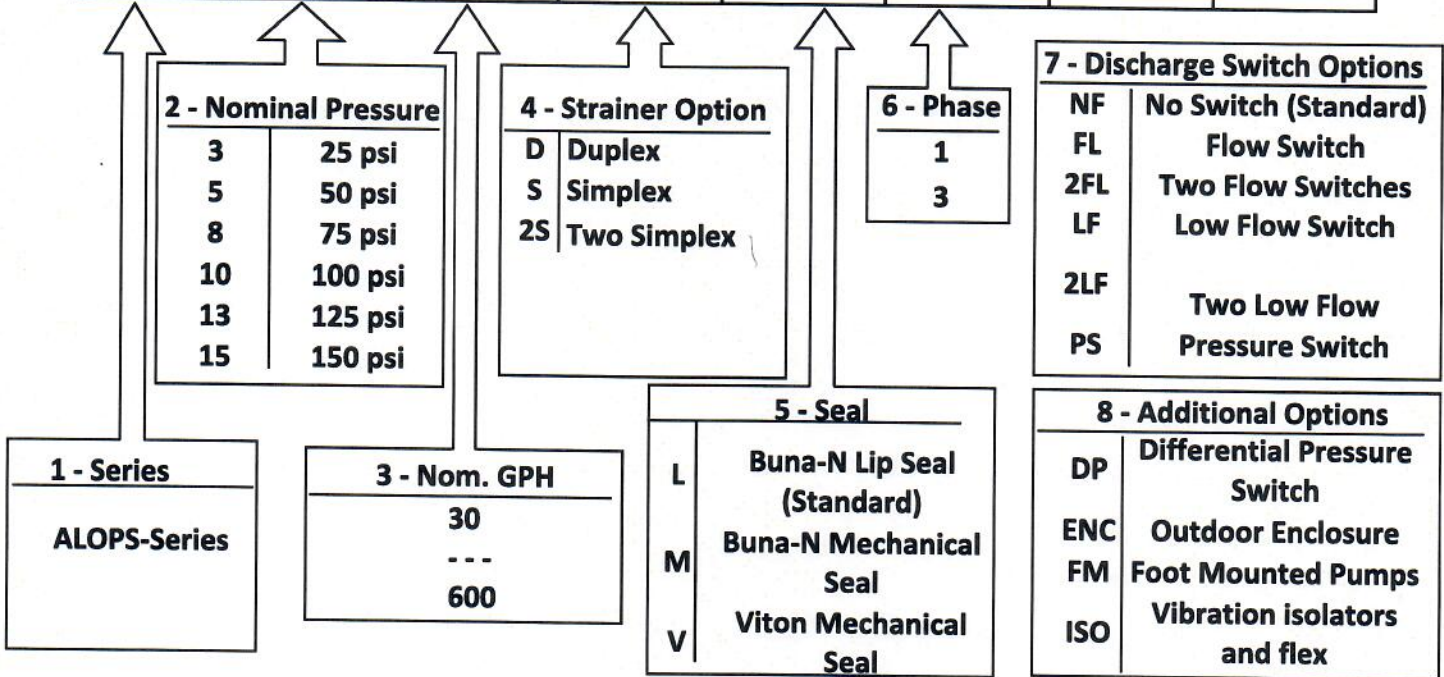 2 - Nominal Pressure
3 25 psi
5 50 psi
8 75 psi
10 100 psi
13 125 psi
15 150 psi
4 - Strainer Option
D Duplex
S Simplex
2S Two Simplex
6 - Phase
1
3
7 - Discharge Switch Options
NF No Switch (Standard)
FL Flow Switch
2FL Two Flow Switches
LF Low Flow Switch
2LF
Two Low Flow
PS Pressure Switch
1 - Series
ALOPS-Series
3 - Nom. GPH
30
---
600
5 - Seal
L Buna-N Lip Seal
(Standard)
M Buna-N Mechanical
Seal
V Viton Mechanical
Seal
8 - Additional Options
DP Differential Pressure
Switch
ENC Outdoor Enclosure
FM Foot Mounted Pumps
ISO Vibration isolators
and flex